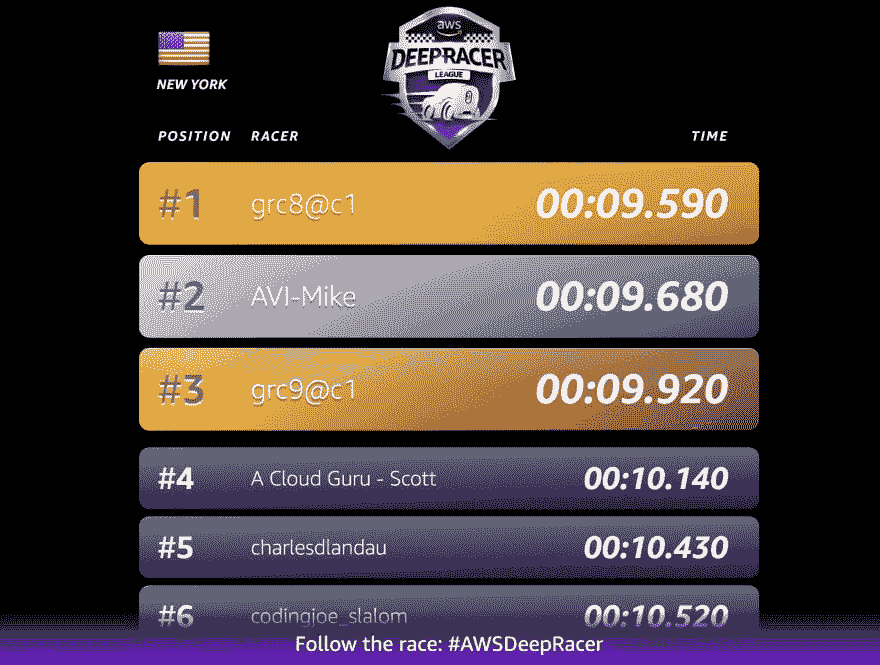 aws
DEEPRACER
LEAGUE
NEW YORK
POSITION RACER TIME
#1 grc8@c1 00:09.590
#2 AVI-Mike 00:09.680
#3 grc9@c1 00:09.920
#4 A Cloud Guru - Scott 00:10.140
#5 charlesdlandau 00:10.430
#6 codingjoe_slalom 00:10.520
Follow the race: #AWSDeepRacer